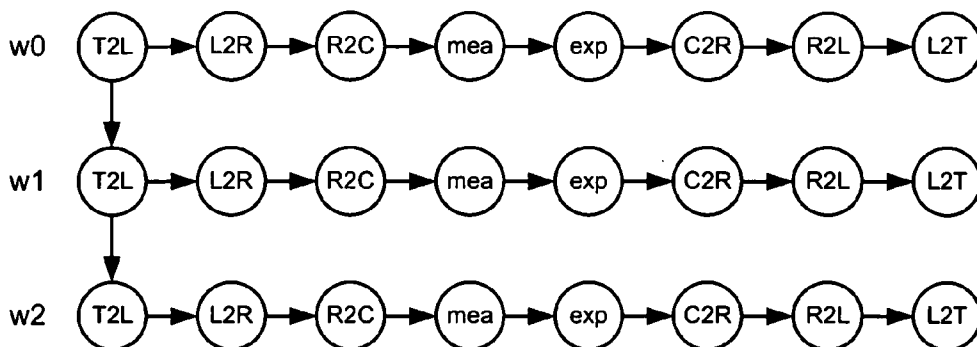 w0 T2L L2R R2C mea exp C2R R2L L2T
w1 T2L L2R R2C mea exp C2R R2L L2T
w2 T2L L2R R2C mea exp C2R R2L L2T